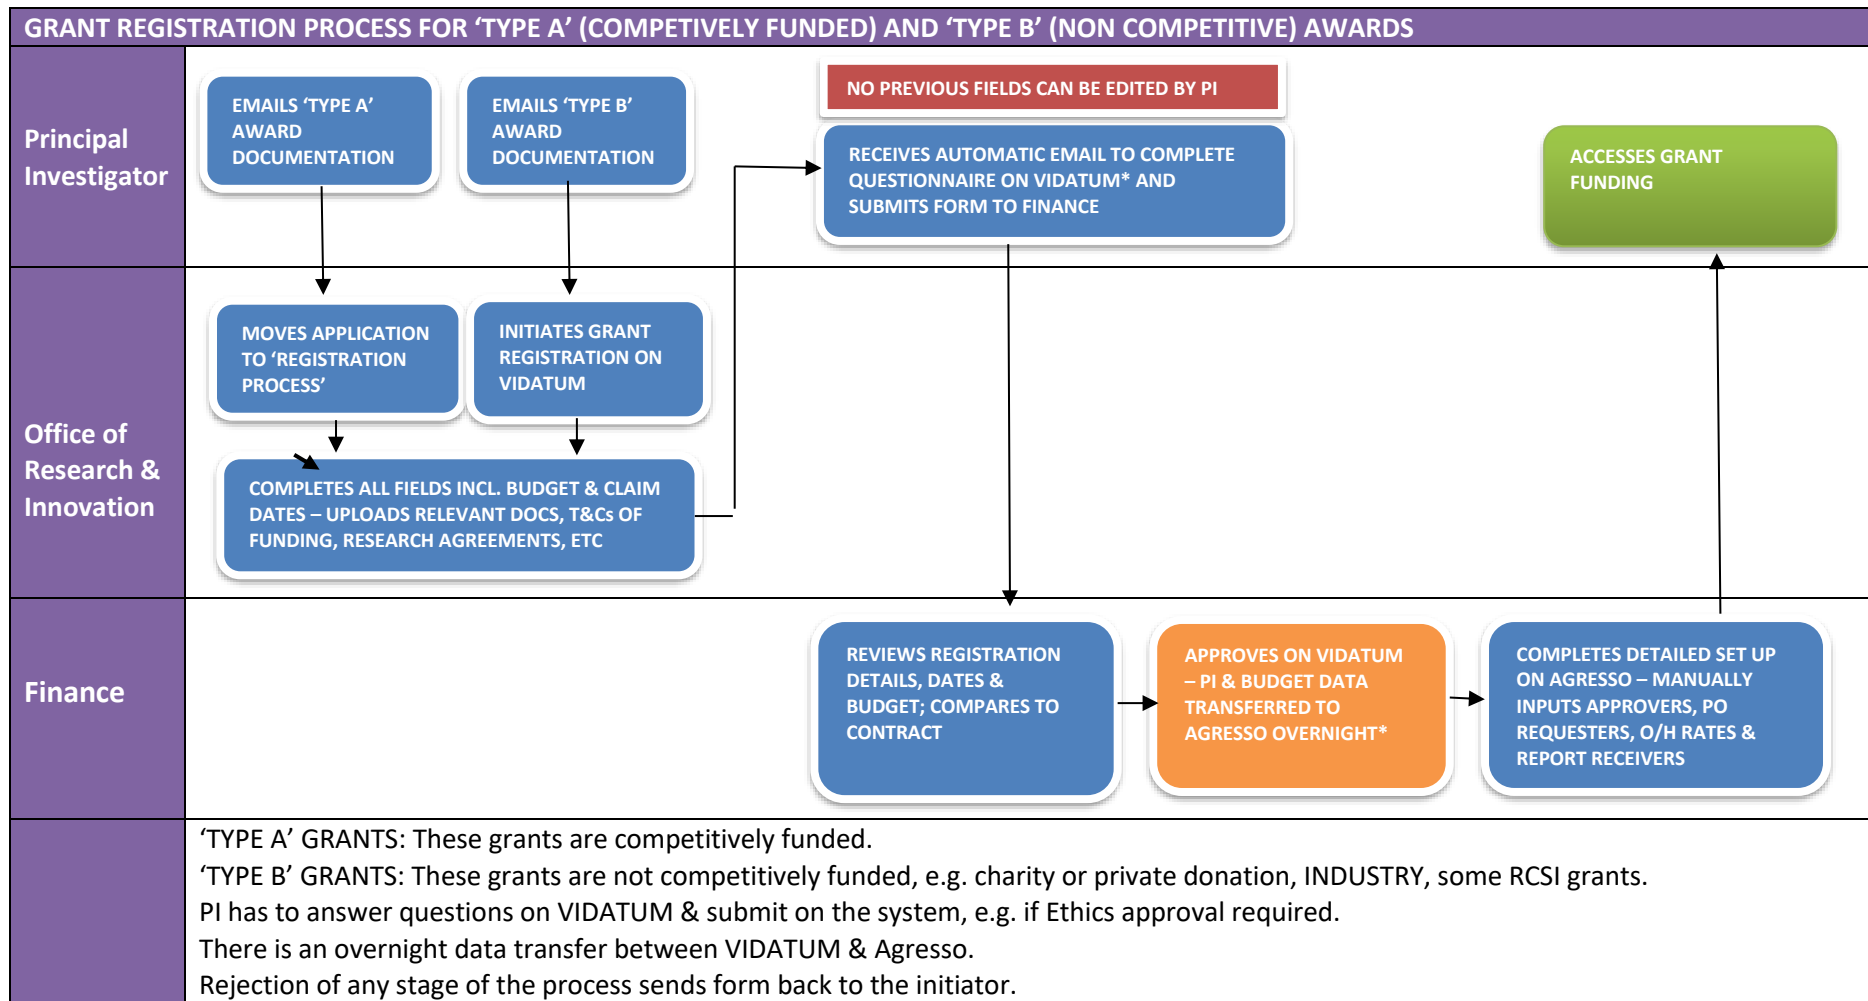 GRANT REGISTRATION PROCESS FOR ‘TYPE A’ (COMPETIVELY FUNDED) AND ‘TYPE B’ (NON COMPETITIVE) AWARDS
Principal
Investigator
EMAILS ‘TYPE A’
AWARD
DOCUMENTATION
EMAILS ‘TYPE B’
AWARD
DOCUMENTATION
NO PREVIOUS FIELDS CAN BE EDITED BY PI
RECEIVES AUTOMATIC EMAIL TO COMPLETE
QUESTIONNAIRE ON VIDATUM* AND
SUBMITS FORM TO FINANCE
ACCESSES GRANT
FUNDING
Office of
Research &
Innovation
MOVES APPLICATION
TO ‘REGISTRATION
PROCESS’
INITIATES GRANT
REGISTRATION ON
VIDATUM
COMPLETES ALL FIELDS INCL. BUDGET & CLAIM
DATES – UPLOADS RELEVANT DOCS, T&Cs OF
FUNDING, RESEARCH AGREEMENTS, ETC
Finance
REVIEWS REGISTRATION
DETAILS, DATES &
BUDGET; COMPARES TO
CONTRACT
APPROVES ON VIDATUM
– PI & BUDGET DATA
TRANSFERRED TO
AGRESSO OVERNIGHT*
COMPLETES DETAILED SET UP
ON AGRESSO – MANUALLY
INPUTS APPROVERS, PO
REQUESTERS, O/H RATES &
REPORT RECEIVERS
‘TYPE A’ GRANTS: These grants are competitively funded.
‘TYPE B’ GRANTS: These grants are not competitively funded, e.g. charity or private donation, INDUSTRY, some RCSI grants.
PI has to answer questions on VIDATUM & submit on the system, e.g. if Ethics approval required.
There is an overnight data transfer between VIDATUM & Agresso.
Rejection of any stage of the process sends form back to the initiator.